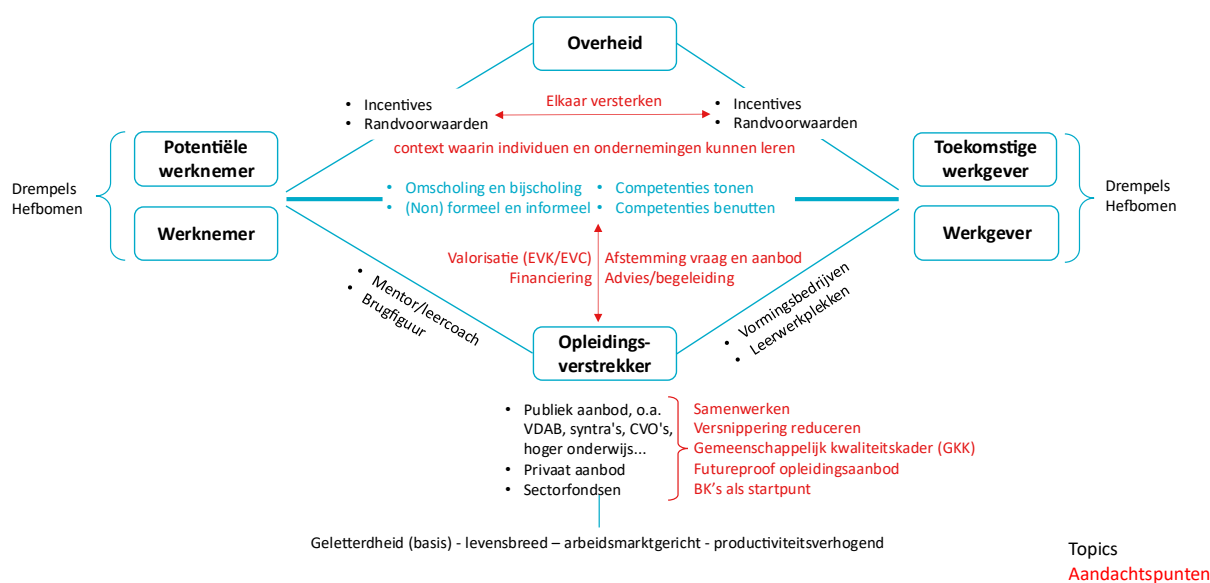 Overheid
• Incentives
• Randvoorwaarden
Elkaar versterken
• Incentives
• Randvoorwaarden
context waarin individuen en ondernemingen kunnen leren
Drempels
Hefbomen
Potentiële
werknemer
Werknemer
• Omscholing en bijscholing
• (Non) formeel en informeel
• Competenties tonen
• Competenties benutten
Toekomstige
werkgever
Werkgever
Drempels
Hefbomen
Valorisatie (EVK/EVC)
Financiering
Afstemming vraag en aanbod
Advies/begeleiding
• Mentor/leercoach
• Brugfiguur
• Vormingsbedrijven
• Leerwerkplekken
Opleidings-
verstrekker
• Publiek aanbod, o.a.
VDAB, syntra's, CVO's,
hoger onderwijs...
• Privaat aanbod
• Sectorfondsen
Samenwerken
Versnippering reduceren
Gemeenschappelijk kwaliteitskader (GKK)
Futureproof opleidingsaanbod
BK’s als startpunt
Geletterdheid (basis) - levensbreed – arbeidsmarktgericht - productiviteitsverhogend
Topics
Aandachtspunten